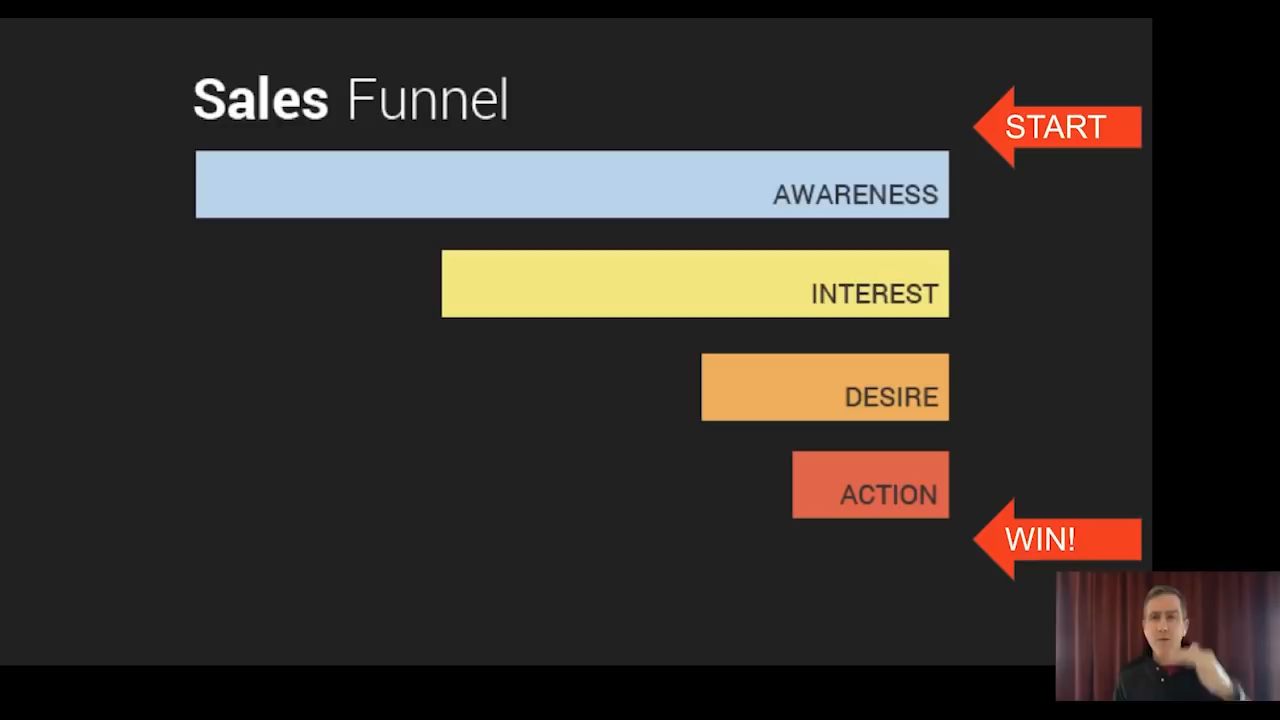 Sales Funnel
START
AWARENESS
INTEREST
DESIRE
ACTION
WIN!